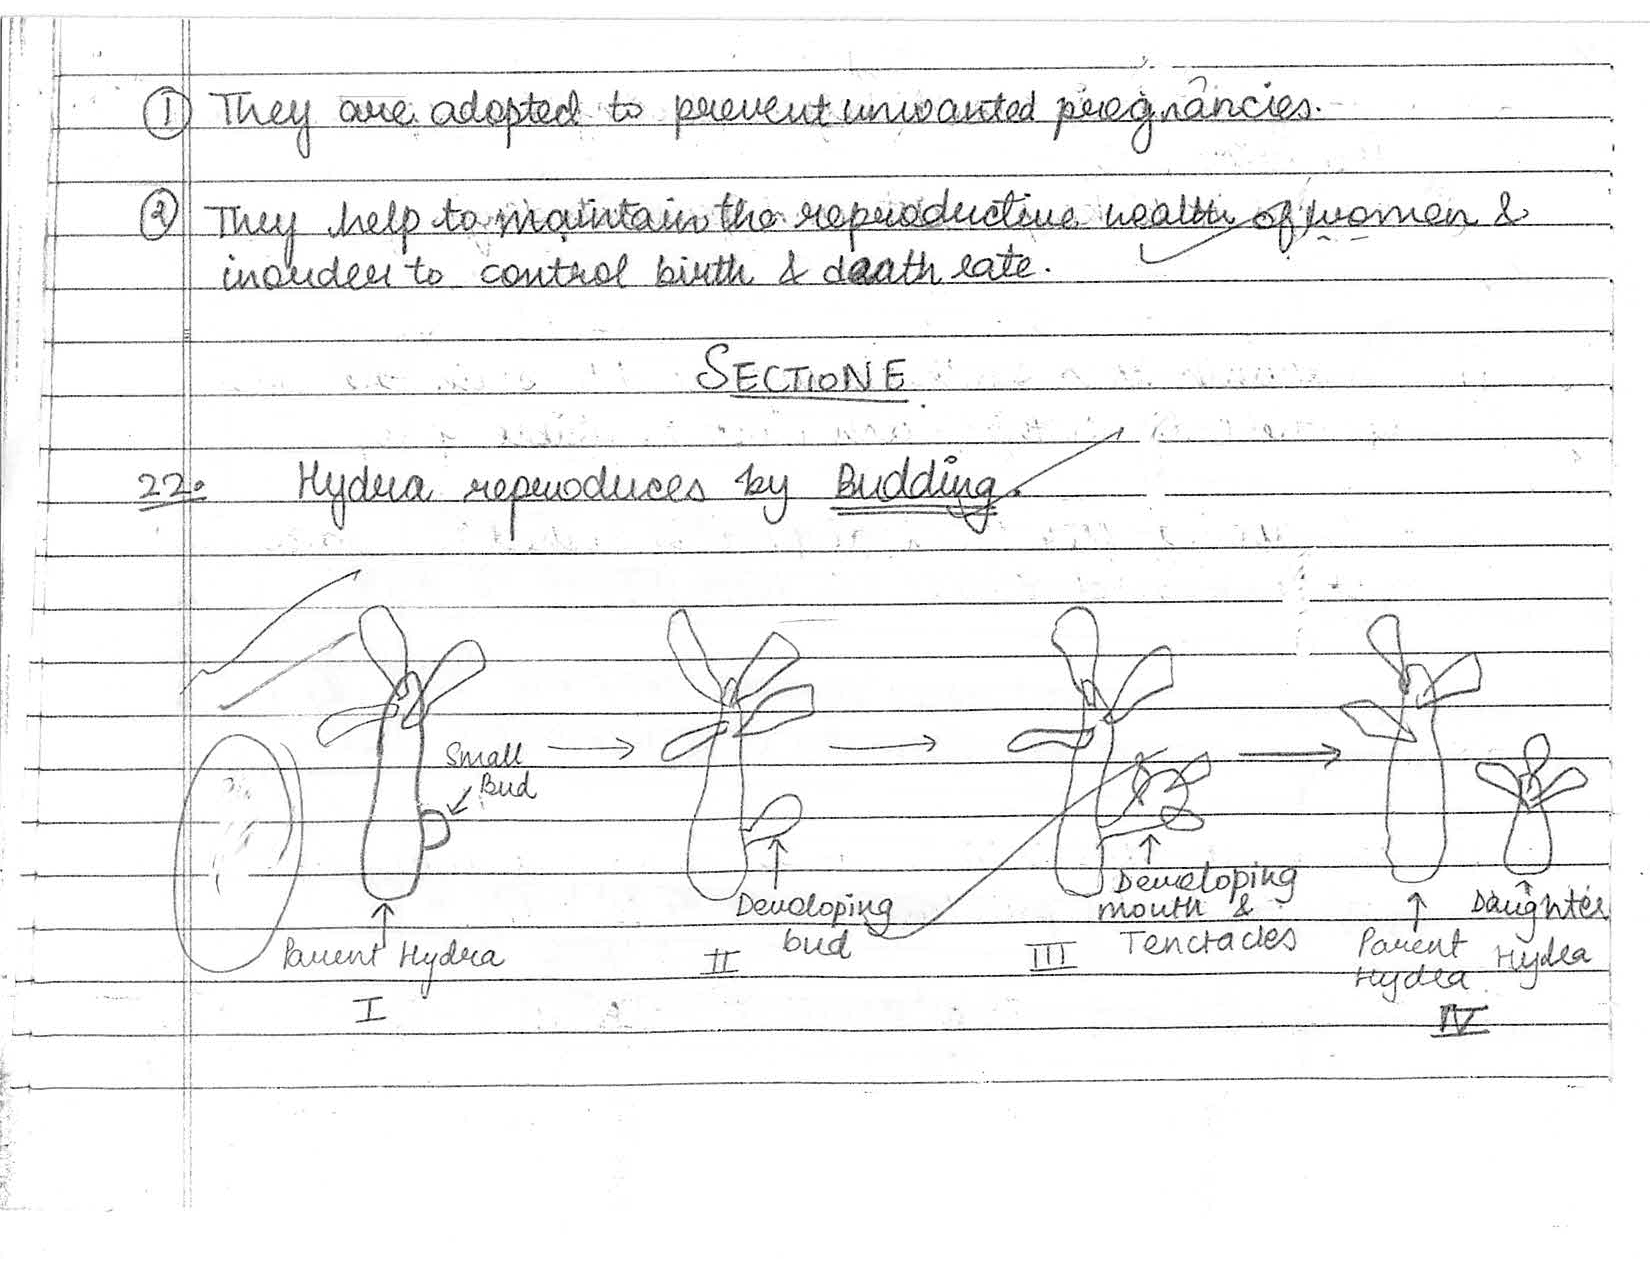 ① They are adopted to prevent unwanted pregnancies.
② They help to maintain the reproductive health of women &
inorder to control birth & death rate.
SECTION E
22. Hydra reproduces by Budding.
Small
Bud
Parent Hydra
I
Developing
bud
II
Developing
mouth &
Tenctacles
III
Parent
Hydra
Daughter
Hydra
IV